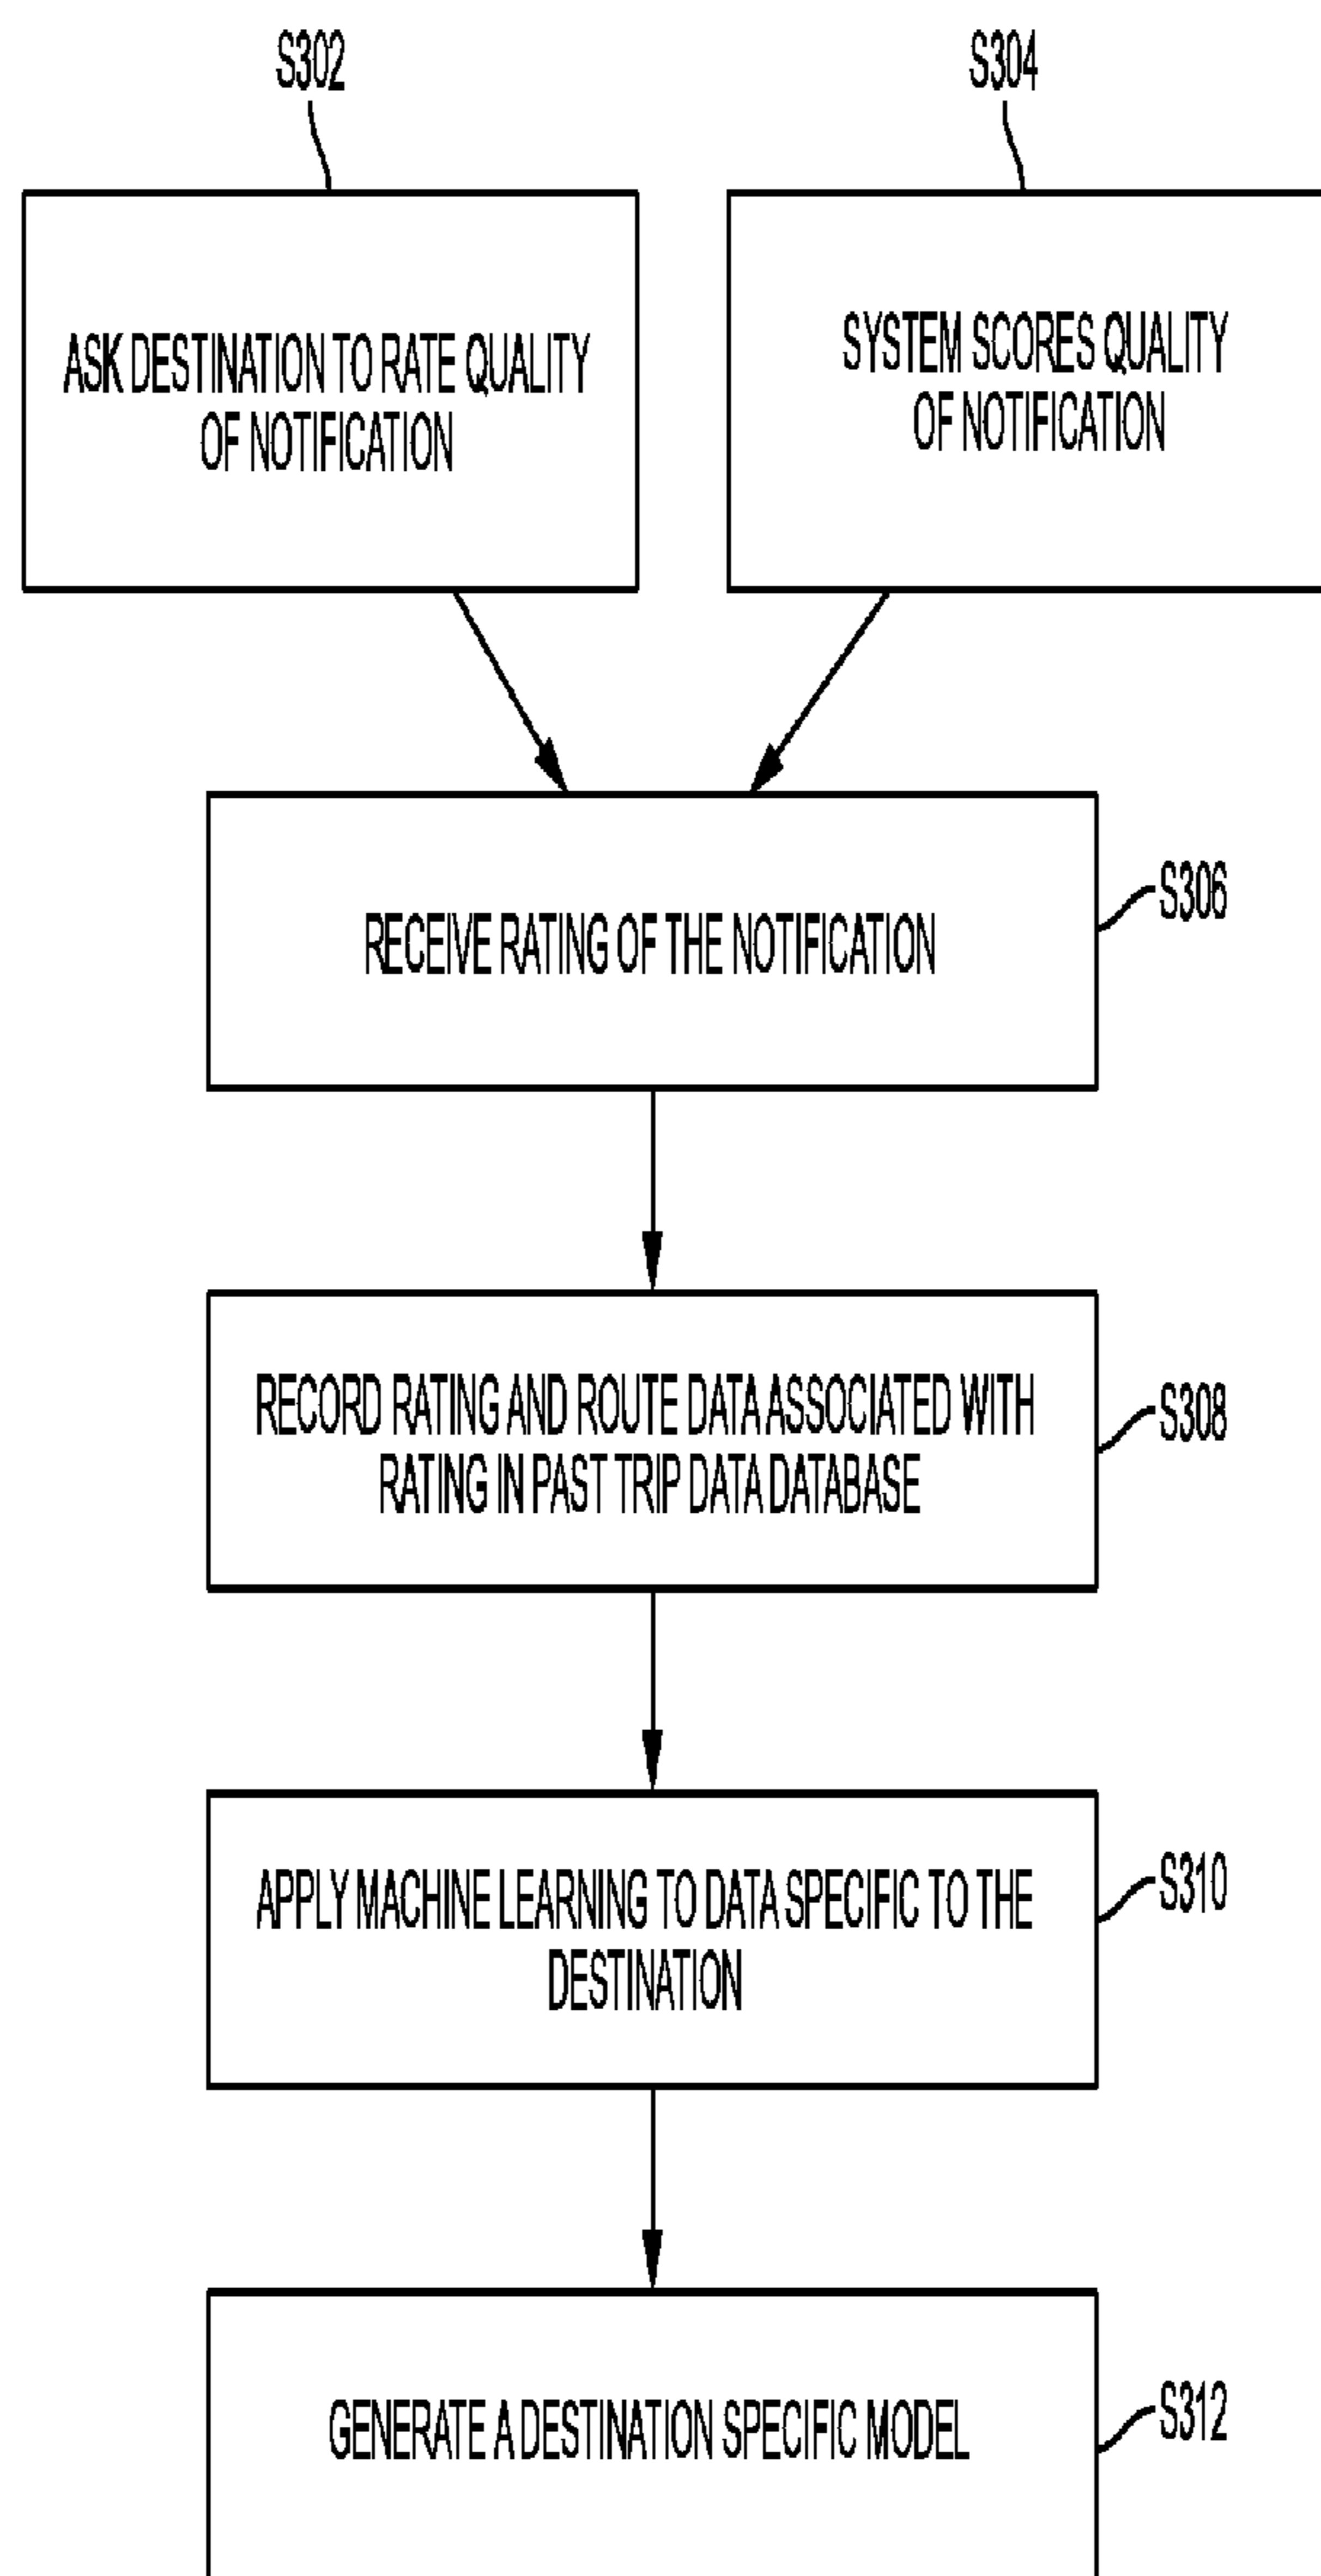 S302
S304
ASK DESTINATION TO RATE QUALITY
OF NOTIFICATION
SYSTEM SCORES QUALITY
OF NOTIFICATION
RECEIVE RATING OF THE NOTIFICATION
S306
RECORD RATING AND ROUTE DATA ASSOCIATED WITH
RATING IN PAST TRIP DATA DATABASE
S308
APPLY MACHINE LEARNING TO DATA SPECIFIC TO THE
DESTINATION
S310
GENERATE A DESTINATION SPECIFIC MODEL
S312